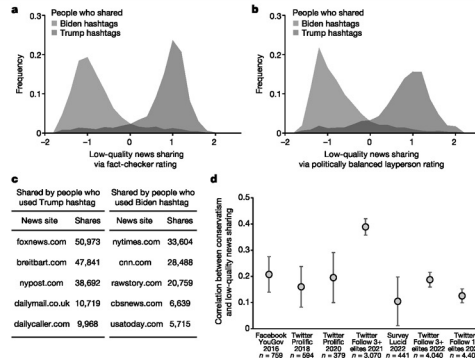 a
People who shared
Biden hashtags
Trump hashtags
0.3
0.2
0.1
0
Frequency
−2 −1 0 1 2
Low-quality news sharing
via fact-checker rating
b
People who shared
Biden hashtags
Trump hashtags
0.3
0.2
0.1
0
Frequency
−1 0 1 2
Low-quality news sharing
via politically balanced layperson rating
c
Shared by people who used Trump hashtag
Shared by people who used Biden hashtag
News site Shares News site Shares
foxnews.com 50,973 nytimes.com 33,604
breitbart.com 47,841 cnn.com 28,488
nypost.com 38,692 rawstory.com 20,759
dailymail.co.uk 10,719 cbsnews.com 6,639
dailycaller.com 9,968 usatoday.com 5,715
d
0.5
0.4
0.3
0.2
0.1
0
Correlation between conservatism
and low-quality news sharing
Facebook YouGov 2016 n = 759
Twitter Prolific 2018 n = 594
Twitter Prolific 2020 n = 379
Twitter Follow 3+ elites 2021 n = 3,070
Survey Lucid 2022 n = 441
Twitter Follow 3+ elites 2022 n = 4,040
Twitter